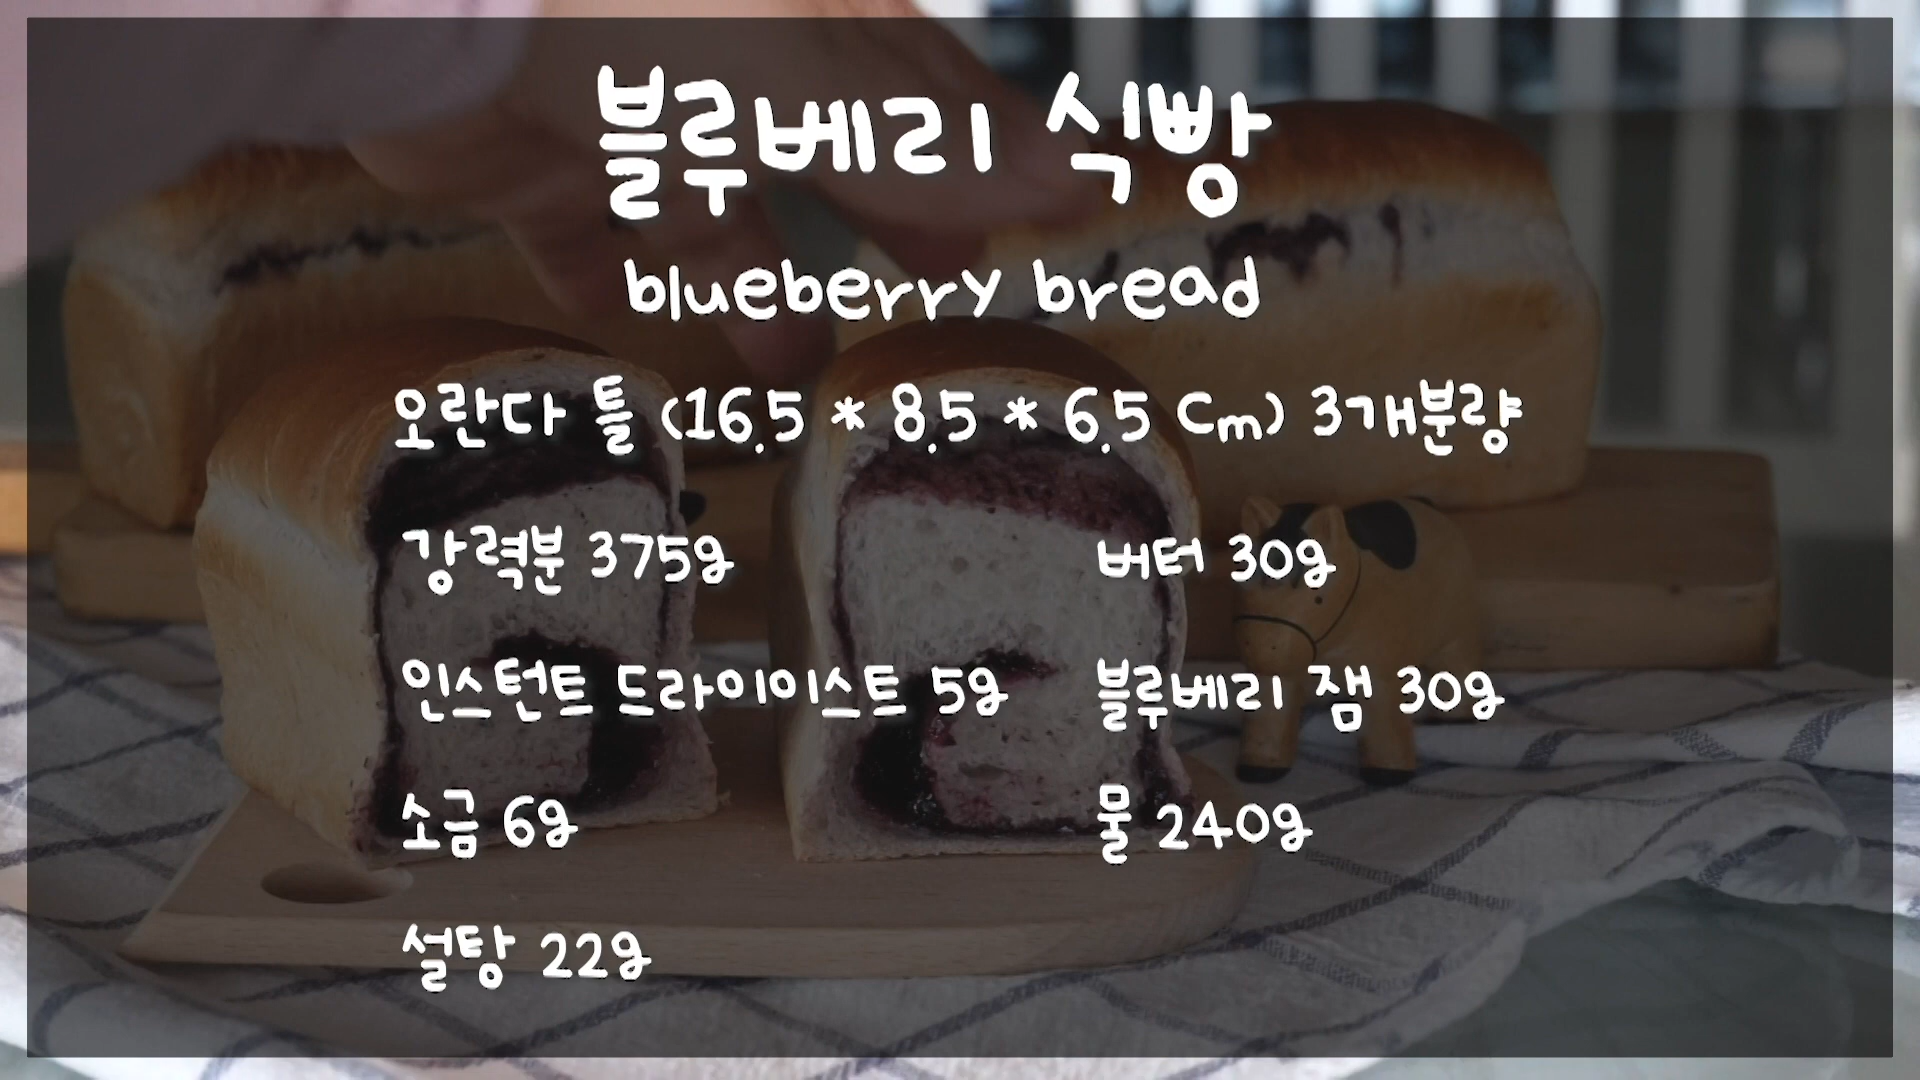 블루베리 식빵
blueberry bread
오란다 틀 (16.5 * 8.5 * 6.5 Cm) 3개분량
강력분 375g
버터 30g
인스턴트 드라이이스트 5g
블루베리 잼 30g
소금 6g
물 240g
설탕 22g